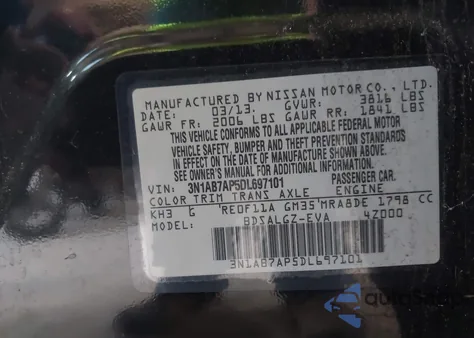 MANUFACTURED BY NISSAN MOTOR CO., LTD.
DATE: 03/13. GVWR: 3816 LBS
GAWR FR: 2006 LBS GAWR RR: 1841 LBS
THIS VEHICLE CONFORMS TO ALL APPLICABLE FEDERAL MOTOR
VEHICLE SAFETY, BUMPER AND THEFT PREVENTION STANDARDS
IN EFFECT ON THE DATE OF MANUFACTURE SHOWN ABOVE.
SEE OWNER'S MANUAL FOR ADDITIONAL INFORMATION.
VIN: 3N1AB7AP5DL697101 PASSENGER CAR.
COLOR TRIM TRANS AXLE ENGINE
KH3 G RE0F11A GM35 MRA8DE 1798 CC
MODEL: BDSALGZ-EVA 4Z000
3N1AB7AP5DL697101